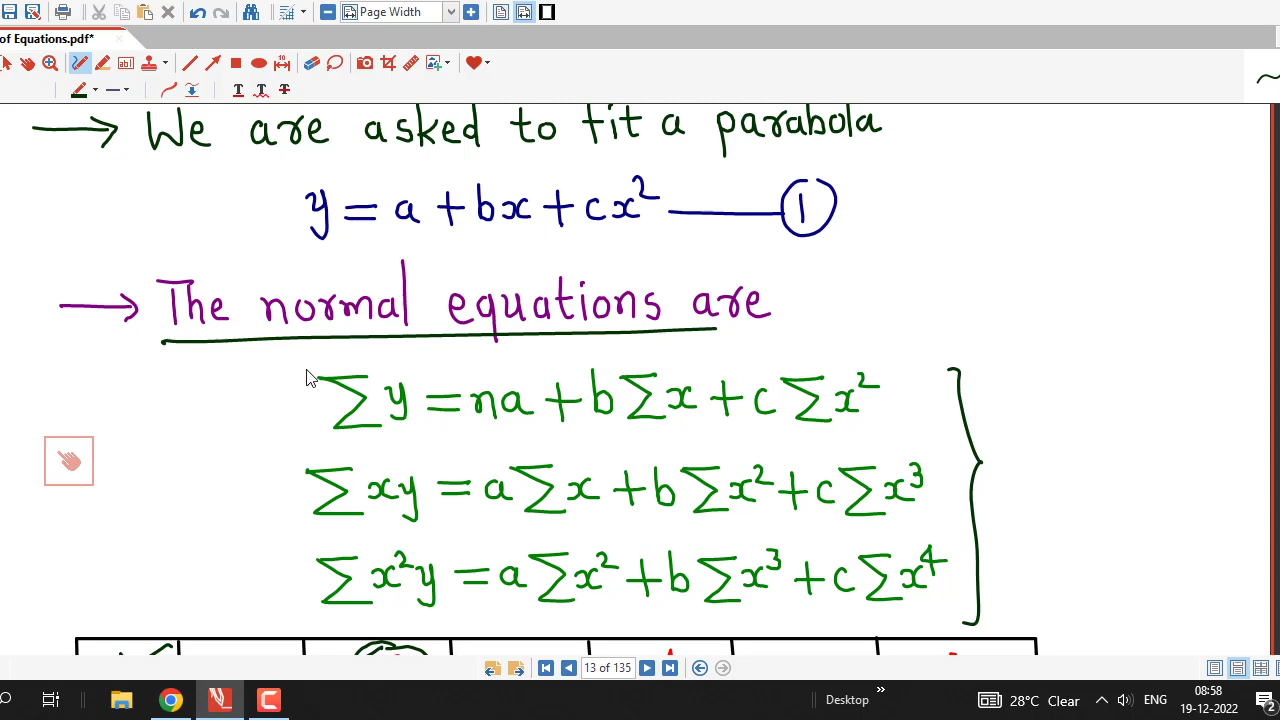 Page Width
of Equations.pdf*
10
→ We are asked to fit a parabola
y = a + bx + cx² —— ①
→ The normal equations are
∑y = na + b∑x + c∑x²
∑xy = a∑x + b∑x² + c∑x³
∑x²y = a∑x² + b∑x³ + c∑x⁴
13 of 135
Desktop
»
28°C Clear
ENG
08:58
19-12-2022
2